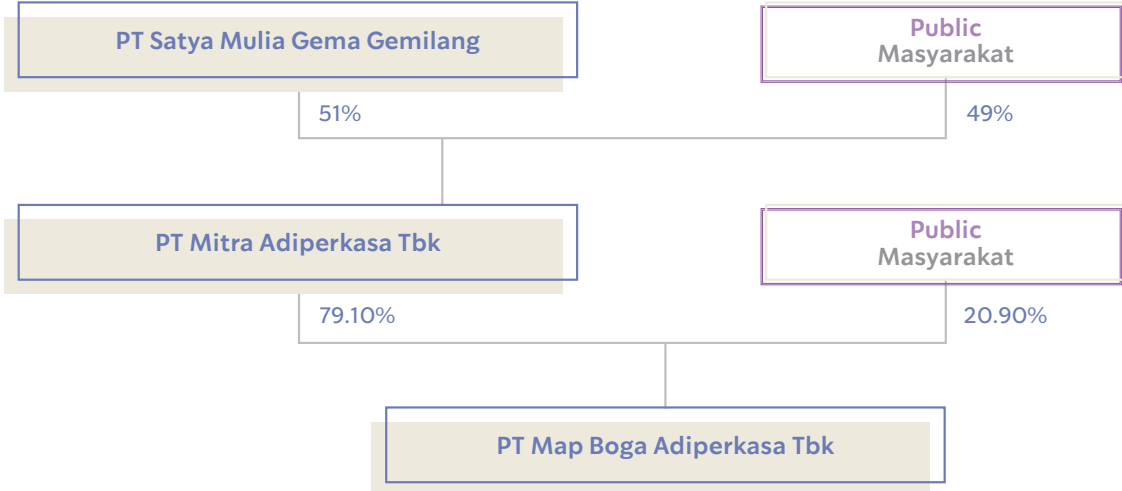 PT Satya Mulia Gema Gemilang
Public
Masyarakat
51%
49%
PT Mitra Adiperkasa Tbk
Public
Masyarakat
79.10%
20.90%
PT Map Boga Adiperkasa Tbk